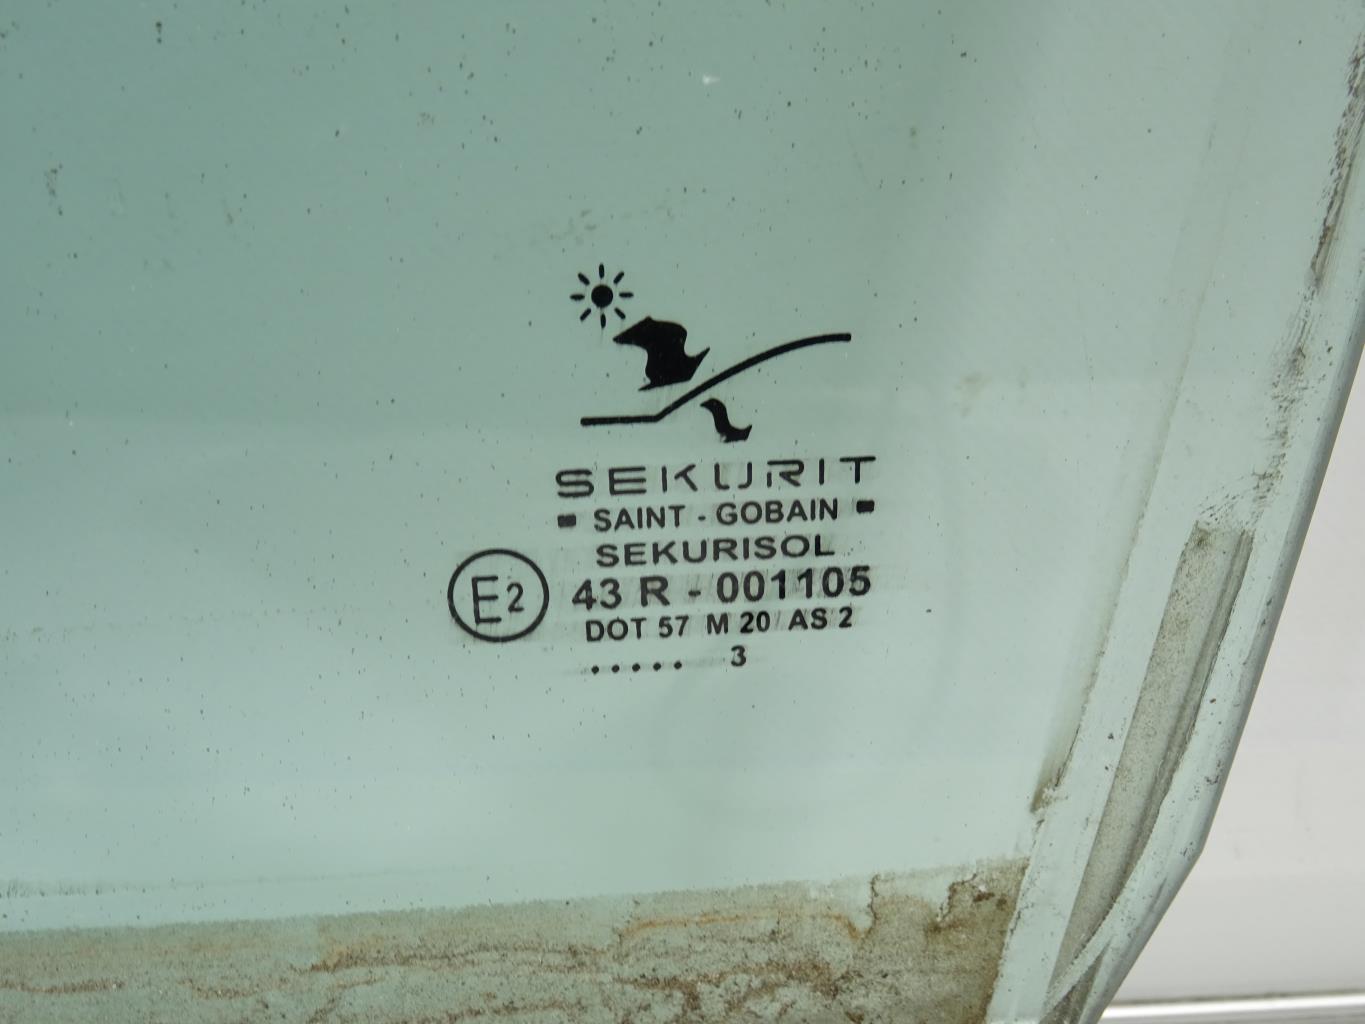 SEKURIT
SAINT - GOBAIN
SEKURISOL
E2 43 R - 001105
DOT 57 M 20 AS 2
..... 3